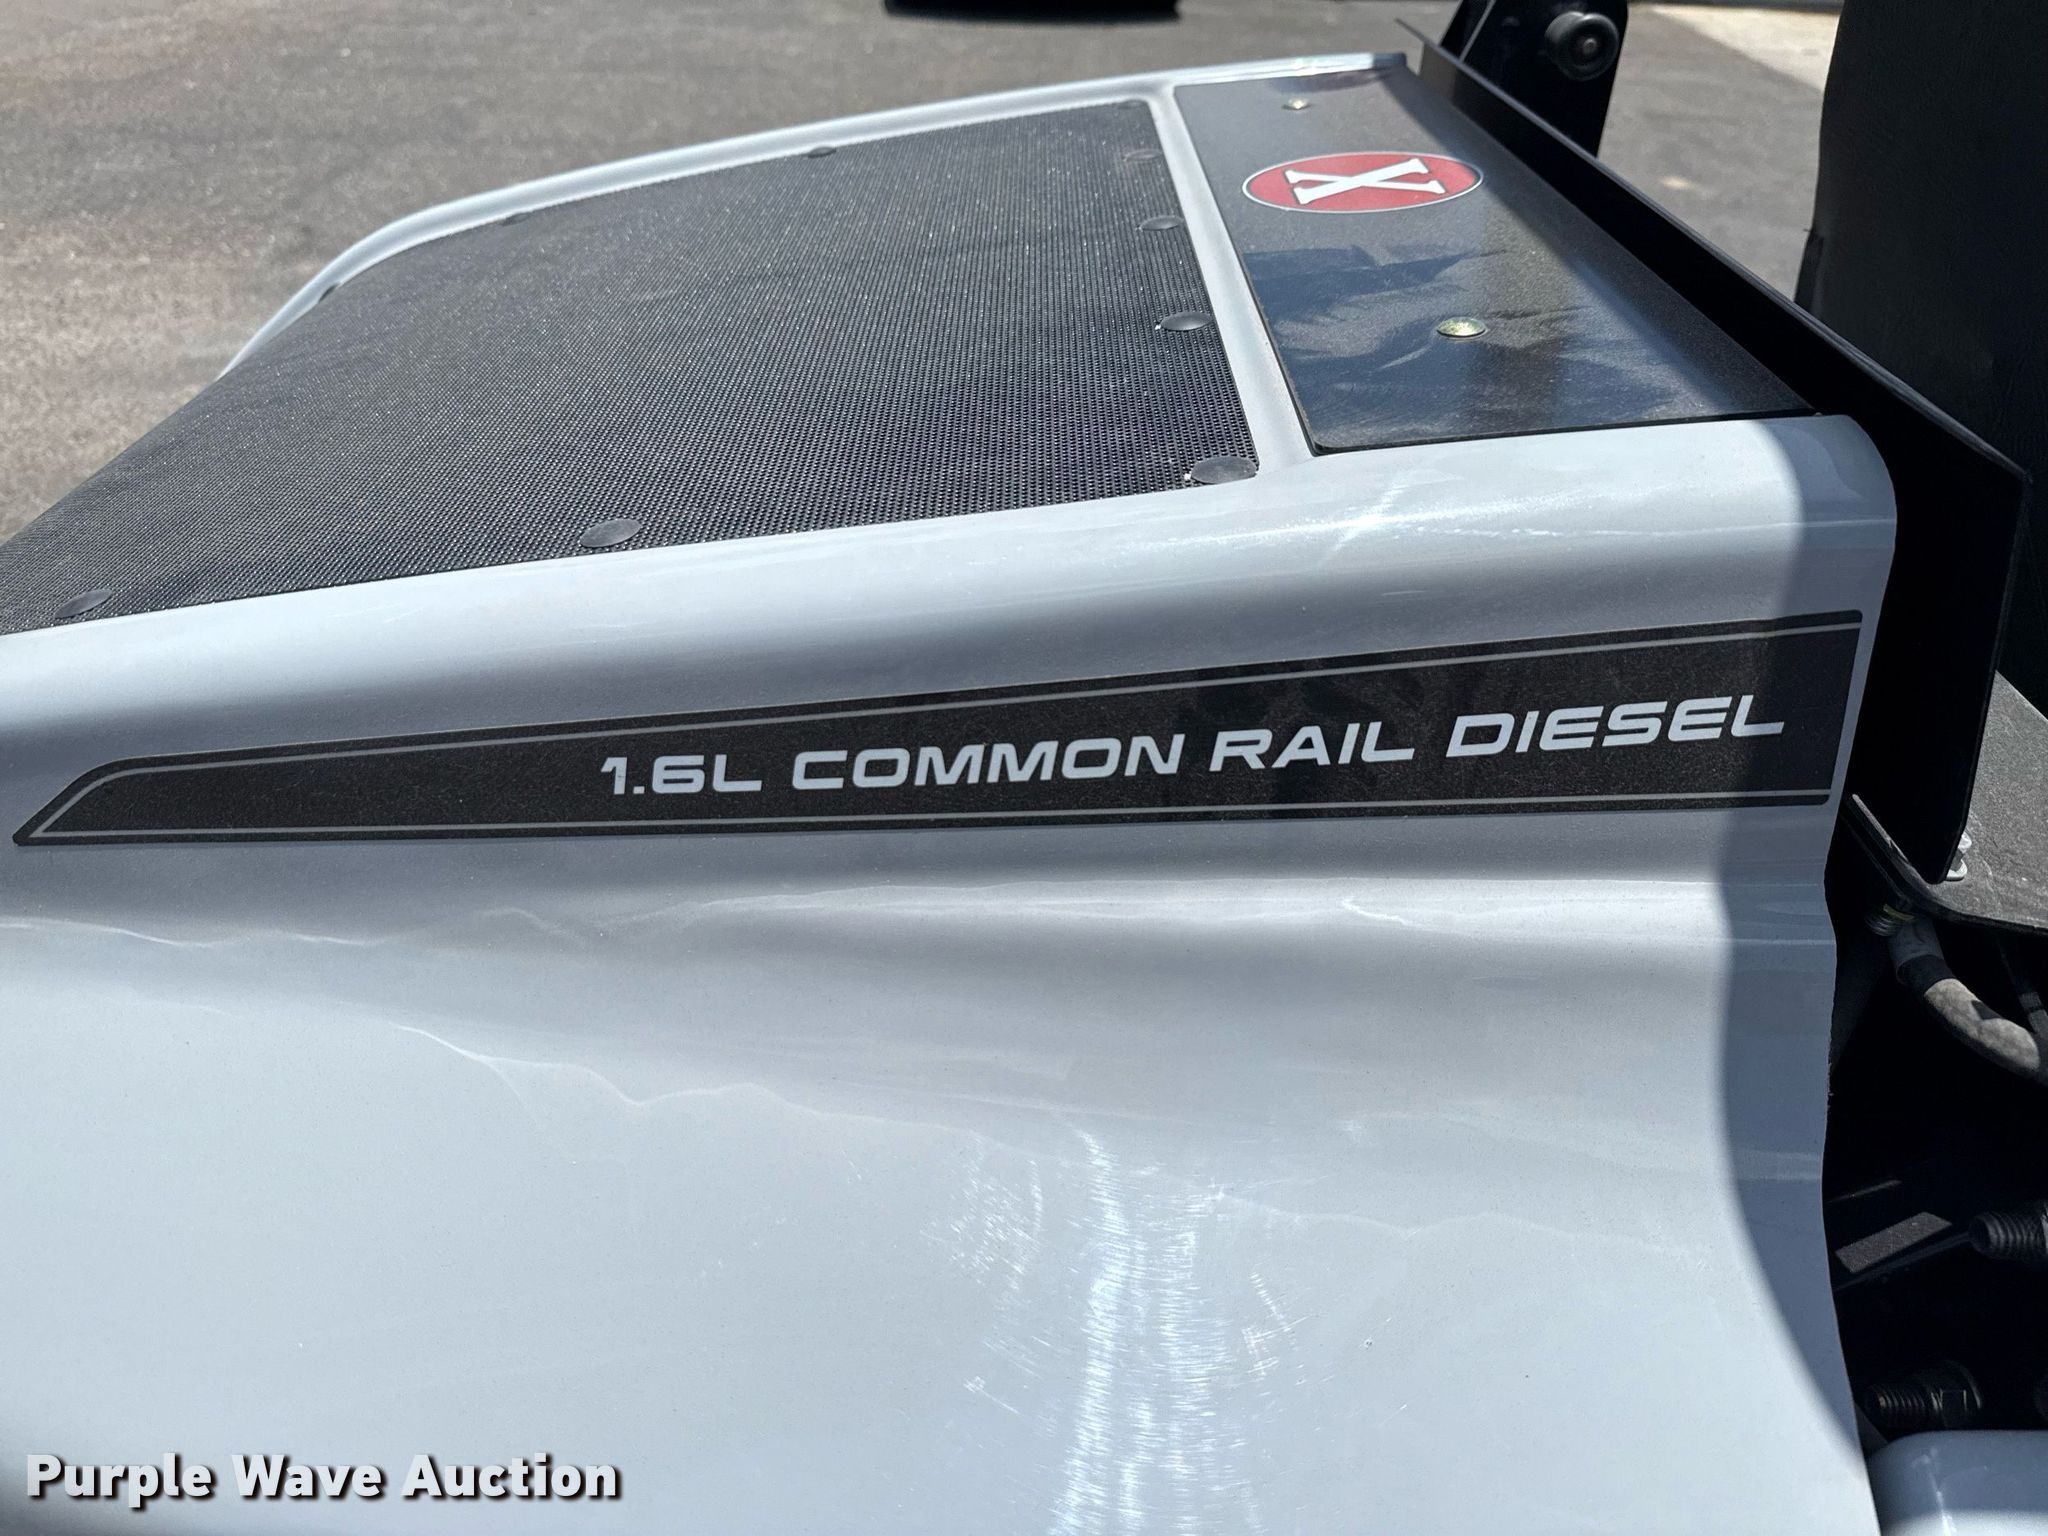 X
1.6L COMMON RAIL DIESEL
Purple Wave Auction